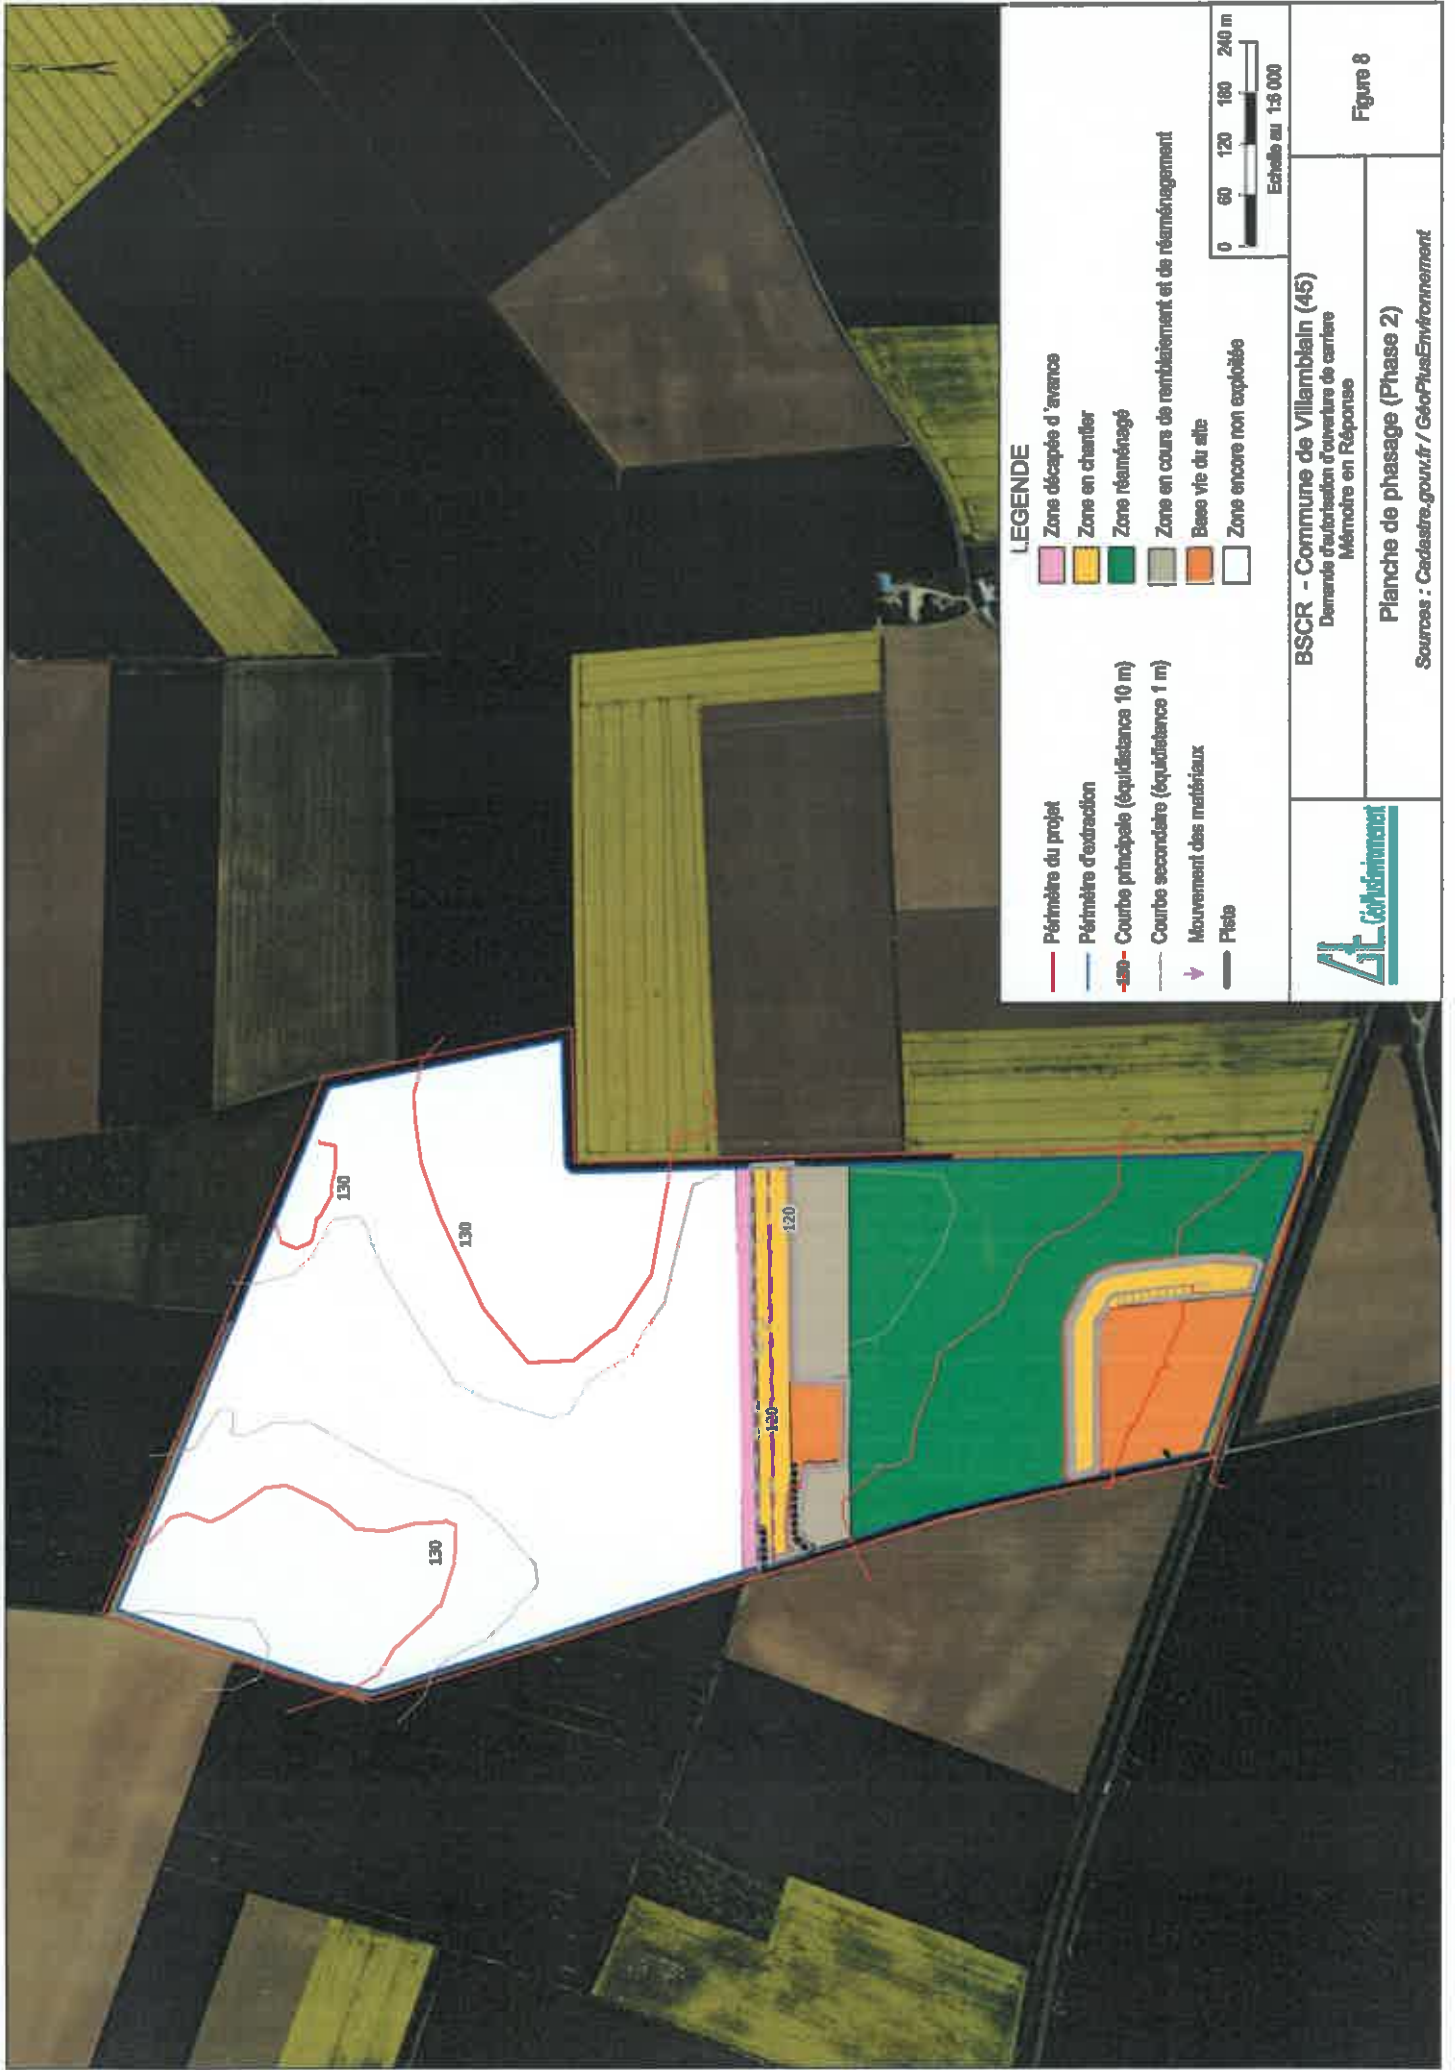 130
130
130
120
120
LEGENDE
Périmètre du projet
Périmètre d'extraction
130 Courbe principale (équidistance 10 m)
Courbe secondaire (équidistance 1 m)
Mouvement des matériaux
Piste
Zone décapée d'avance
Zone en chantier
Zone réaménagé
Zone en cours de remblaiement et de réaménagement
Base vie du site
Zone encore non exploitée
0 60 120 180 240 m
Echelle au 1:6 000
GéoPlusEnvironnement
BSCR - Commune de Villamblain (45)
Demande d'autorisation d'ouverture de carrière
Mémoire en Réponse
Planche de phasage (Phase 2)
Sources : Cadastre.gouv.fr / GéoPlusEnvironnement
Figure 8